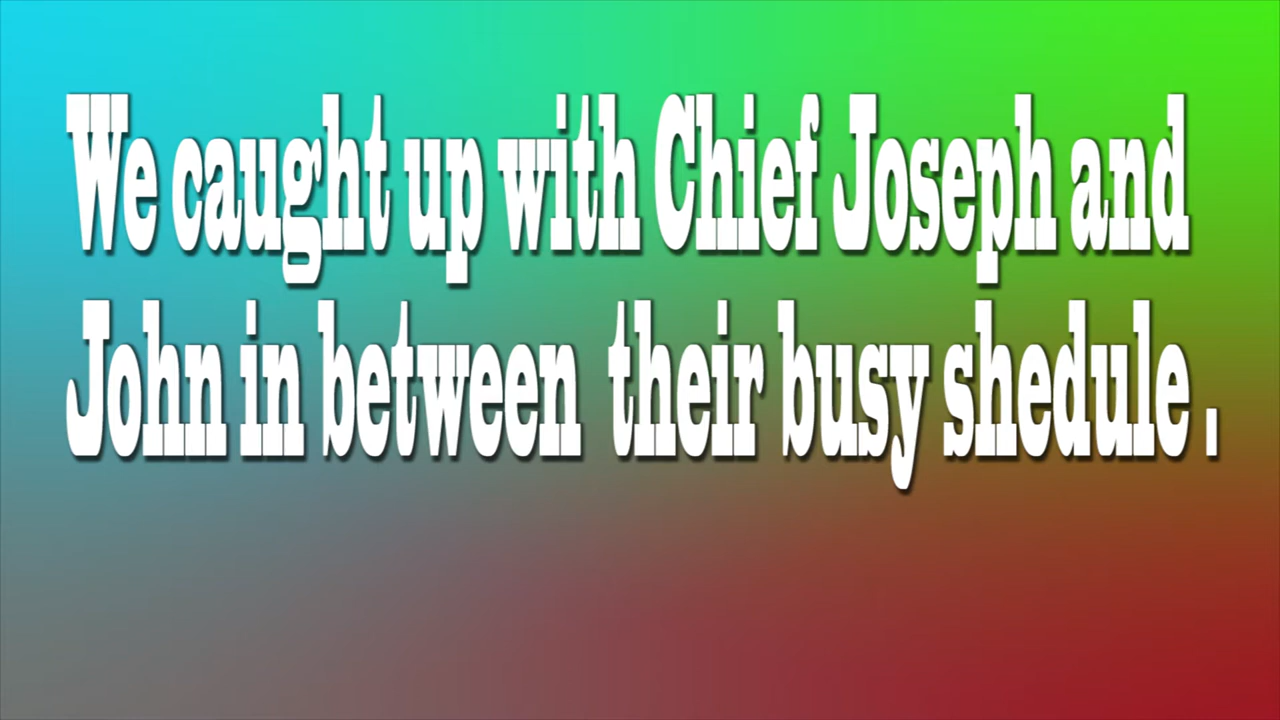 We caught up with Chief Joseph and
John in between  their busy shedule .